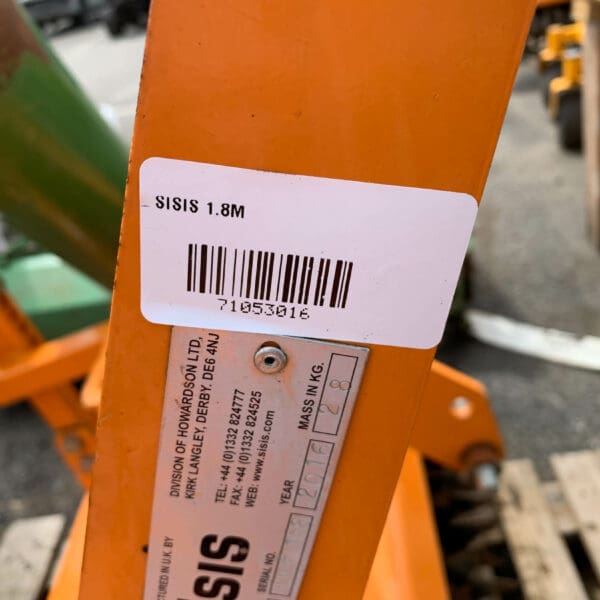 SISIS 1.8M
71053016
DIVISION OF HOWARDSON LTD,
KIRK LANGLEY, DERBY. DE6 4NJ
TEL: +44 (0)1332 824777
FAX: +44 (0)1332 824525
WEB: www.sisis.com
MASS IN KG.
YEAR 2016
SERIAL NO.
SIS